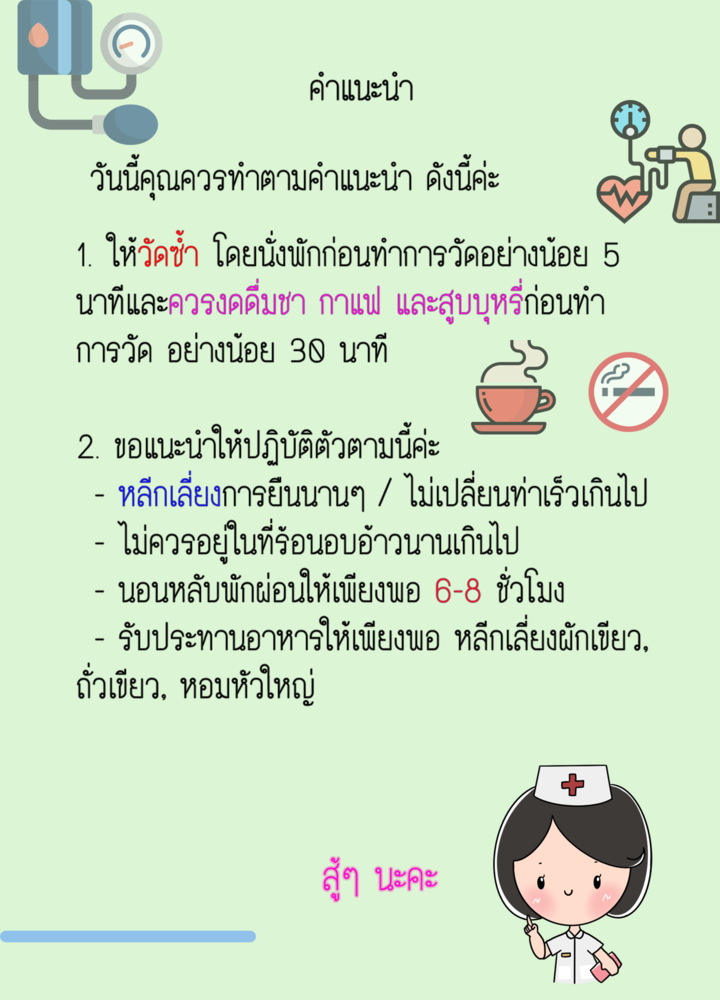 คำแนะนำ
วันนี้คุณควรทำตามคำแนะนำ ดังนี้ค่ะ
1. ให้วัดซ้ำ โดยนั่งพักก่อนทำการวัดอย่างน้อย 5
นาทีและควรงดดื่มชา กาแฟ และสูบบุหรี่ก่อนทำ
การวัด อย่างน้อย 30 นาที
2. ขอแนะนำให้ปฏิบัติตัวตามนี้ค่ะ
- หลีกเลี่ยงการยืนนานๆ / ไม่เปลี่ยนท่าเร็วเกินไป
- ไม่ควรอยู่ในที่ร้อนอบอ้าวนานเกินไป
- นอนหลับพักผ่อนให้เพียงพอ 6-8 ชั่วโมง
- รับประทานอาหารให้เพียงพอ หลีกเลี่ยงผักเขียว,
ถั่วเขียว, หอมหัวใหญ่
สู้ๆ นะคะ